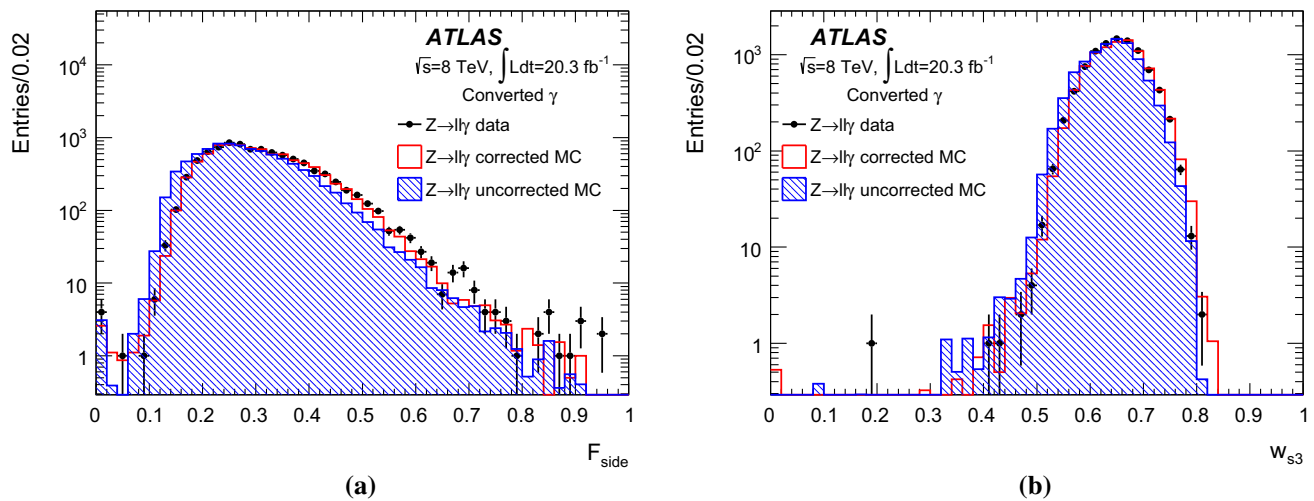 Entries/0.02
10⁴
10³
10²
10
1
ATLAS
√s=8 TeV, ∫Ldt=20.3 fb⁻¹
Converted γ
Z→llγ data
Z→llγ corrected MC
Z→llγ uncorrected MC
0 0.1 0.2 0.3 0.4 0.5 0.6 0.7 0.8 0.9 1
F_side
(a)
Entries/0.02
10³
10²
10
1
ATLAS
√s=8 TeV, ∫Ldt=20.3 fb⁻¹
Converted γ
Z→llγ data
Z→llγ corrected MC
Z→llγ uncorrected MC
0 0.1 0.2 0.3 0.4 0.5 0.6 0.7 0.8 0.9 1
w_s3
(b)